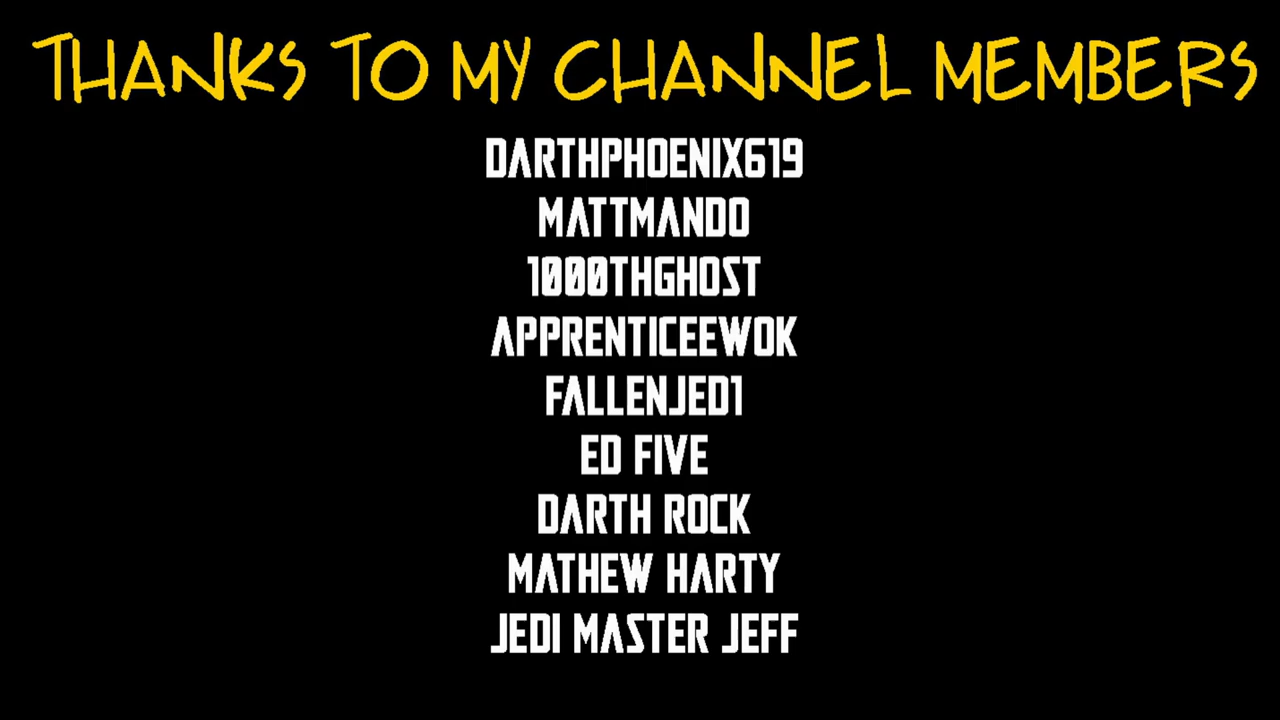 THANKS TO MY CHANNEL MEMBERS
DARTHPHOENIX619
MATTMANDO
1000THGHOST
APPRENTICEEWOK
FALLENJED1
ED FIVE
DARTH ROCK
MATHEW HARTY
JEDI MASTER JEFF